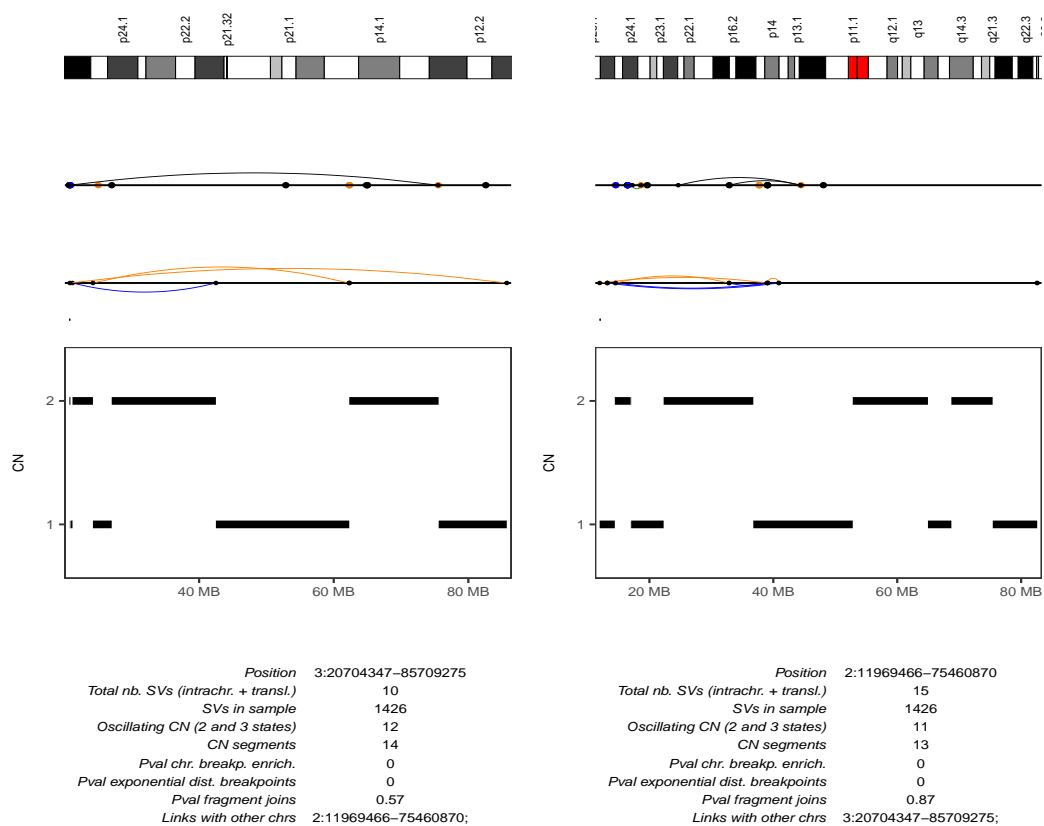 p24.1 p22.2 p21.32 p21.1 p14.1 p12.2
p24.1 p23.1 p22.1 p16.2 p14 p13.1 p11.1 q12.1 q13 q14.3 q21.3 q22.3
2
1
CN
40 MB 60 MB 80 MB
2
1
CN
20 MB 40 MB 60 MB 80 MB
Position 3:20704347–85709275
Total nb. SVs (intrachr. + transl.) 10
SVs in sample 1426
Oscillating CN (2 and 3 states) 12
CN segments 14
Pval chr. breakp. enrich. 0
Pval exponential dist. breakpoints 0
Pval fragment joins 0.57
Links with other chrs 2:11969466–75460870;
Position 2:11969466–75460870
Total nb. SVs (intrachr. + transl.) 15
SVs in sample 1426
Oscillating CN (2 and 3 states) 11
CN segments 13
Pval chr. breakp. enrich. 0
Pval exponential dist. breakpoints 0
Pval fragment joins 0.87
Links with other chrs 3:20704347–85709275;